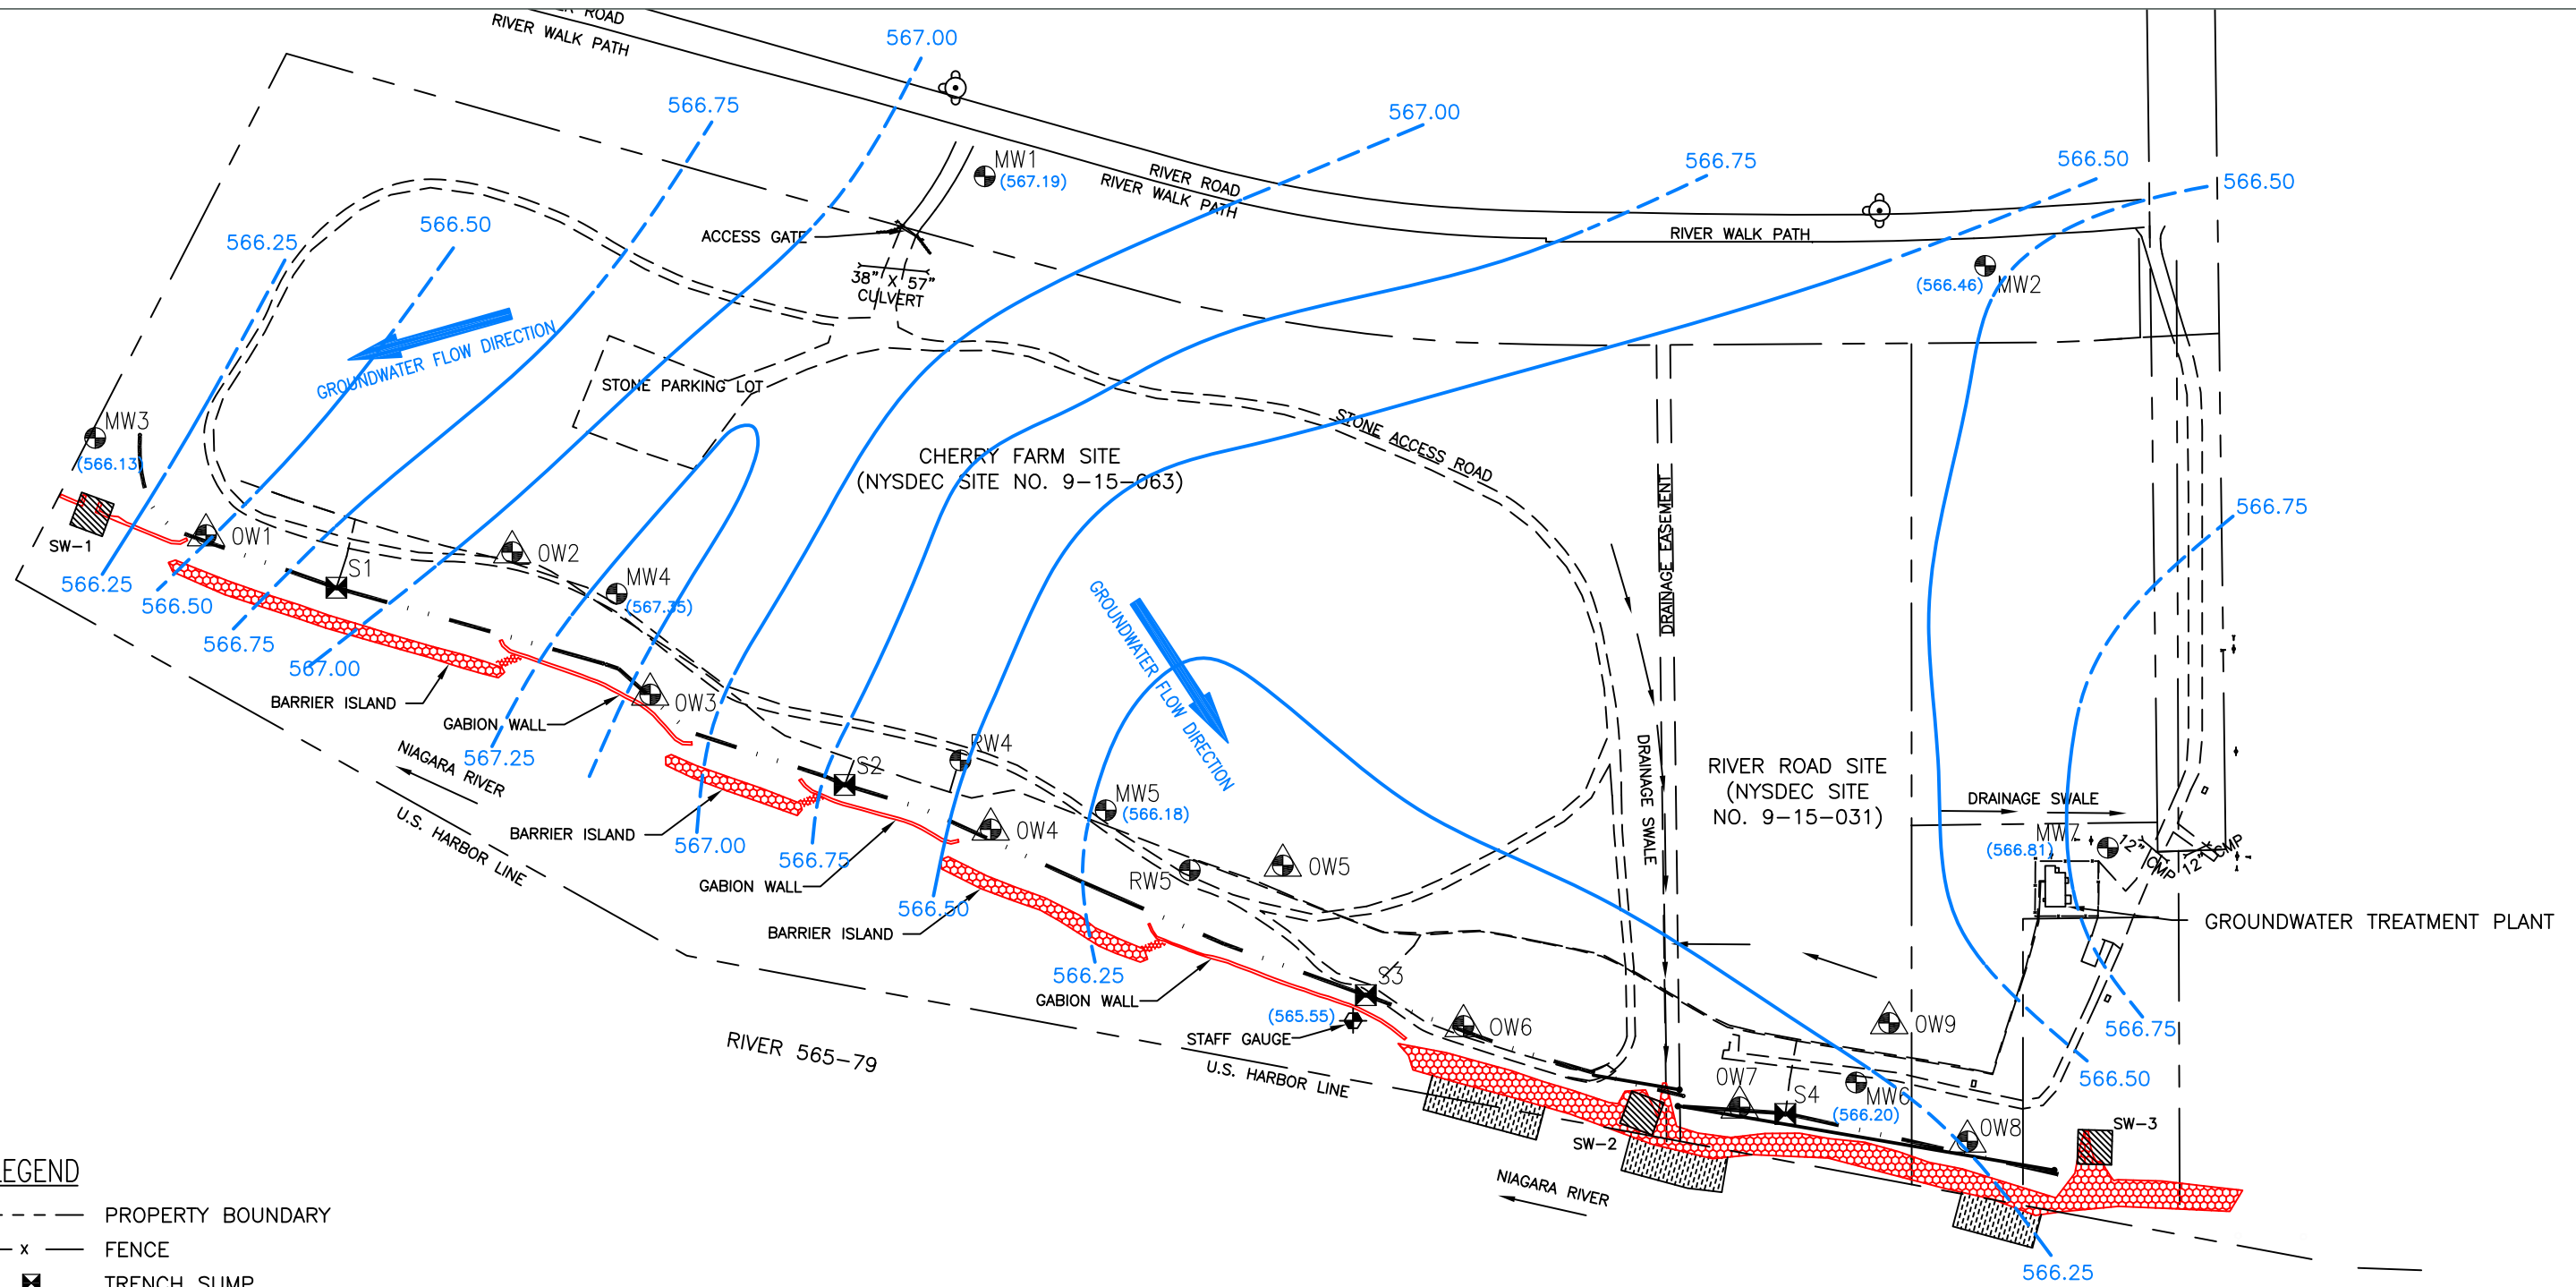 RIVER ROAD
RIVER WALK PATH
567.00
566.75
567.00
566.75
566.50
566.50
566.50
566.25
MW1
(567.19)
RIVER ROAD
RIVER WALK PATH
RIVER WALK PATH
ACCESS GATE
38" X 57"
CULVERT
(566.46)
MW2
GROUNDWATER FLOW DIRECTION
STONE PARKING LOT
MW3
(566.13)
STONE ACCESS ROAD
CHERRY FARM SITE
(NYSDEC SITE NO. 9-15-063)
DRAINAGE EASEMENT
566.75
SW-1
OW1
S1
OW2
MW4
(567.35)
566.25
566.50
566.75
567.00
BARRIER ISLAND
GABION WALL
OW3
567.25
NIAGARA RIVER
U.S. HARBOR LINE
GROUNDWATER FLOW DIRECTION
S2
RW4
MW5
(566.18)
OW4
BARRIER ISLAND
567.00
566.75
GABION WALL
566.50
BARRIER ISLAND
RW5
OW5
566.25
GABION WALL
DRAINAGE SWALE
RIVER ROAD SITE
(NYSDEC SITE
NO. 9-15-031)
DRAINAGE SWALE
MW7
(566.81)
12" CMP
12" CMP
GROUNDWATER TREATMENT PLANT
S3
(565.55)
STAFF GAUGE
OW6
OW9
566.75
566.50
RIVER 565-79
U.S. HARBOR LINE
OW7
S4
MW6
(566.20)
OW8
SW-2
SW-3
NIAGARA RIVER
566.25
LEGEND
PROPERTY BOUNDARY
x
FENCE
TRENCH SUMP